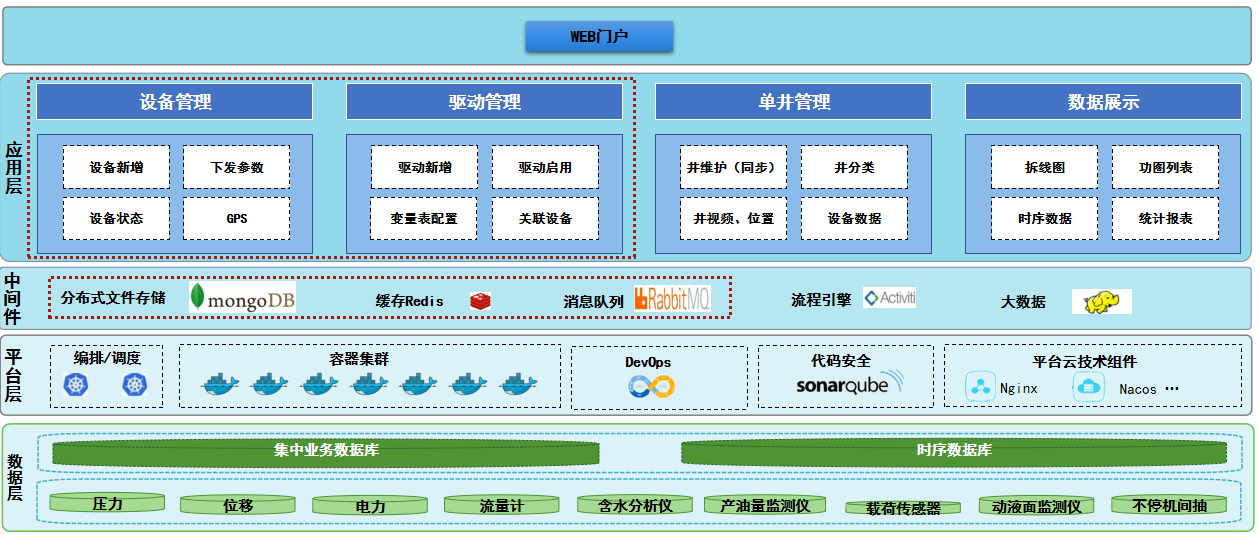 WEB门户
应用层
设备管理
驱动管理
单井管理
数据展示
设备新增
下发参数
驱动新增
驱动启用
井维护（同步）
井分类
拆线图
功图列表
设备状态
GPS
变量表配置
关联设备
井视频、位置
设备数据
时序数据
统计报表
中间件
分布式文件存储
mongoDB
缓存Redis
消息队列
RabbitMQ
流程引擎
Activiti
大数据
平台层
编排/调度
容器集群
DevOps
代码安全
sonarqube
平台云技术组件
Nginx
Nacos …
数据层
集中业务数据库
时序数据库
压力
位移
电力
流量计
含水分析仪
产油量监测仪
载荷传感器
动液面监测仪
不停机间抽